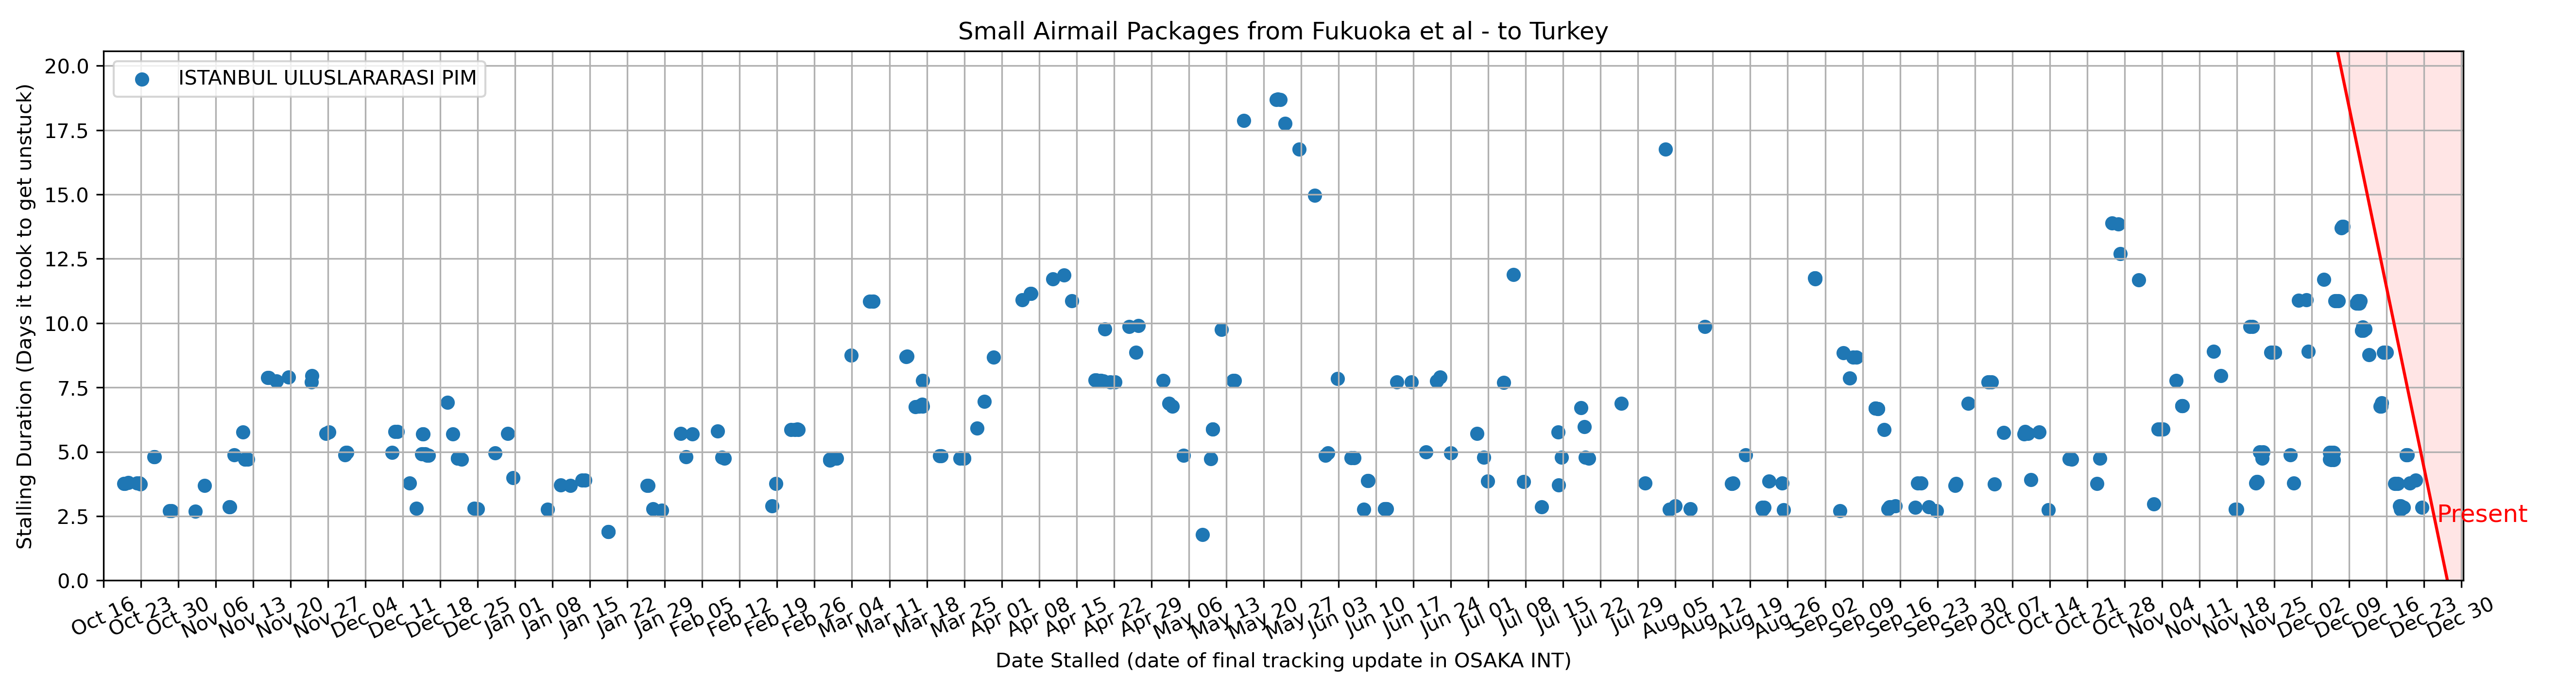 Small Airmail Packages from Fukuoka et al - to Turkey
ISTANBUL ULUSLARARASI PIM
Stalling Duration (Days it took to get unstuck)
20.0
17.5
15.0
12.5
10.0
7.5
5.0
2.5
0.0
Present
Oct 16
Oct 23
Oct 30
Nov 06
Nov 13
Nov 20
Nov 27
Dec 04
Dec 11
Dec 18
Dec 25
Jan 01
Jan 08
Jan 15
Jan 22
Jan 29
Feb 05
Feb 12
Feb 19
Feb 26
Mar 04
Mar 11
Mar 18
Mar 25
Apr 01
Apr 08
Apr 15
Apr 22
Apr 29
May 06
May 13
May 20
May 27
Jun 03
Jun 10
Jun 17
Jun 24
Jul 01
Jul 08
Jul 15
Jul 22
Jul 29
Aug 05
Aug 12
Aug 19
Aug 26
Sep 02
Sep 09
Sep 16
Sep 23
Sep 30
Oct 07
Oct 14
Oct 21
Oct 28
Nov 04
Nov 11
Nov 18
Nov 25
Dec 02
Dec 09
Dec 16
Dec 23
Dec 30
Date Stalled (date of final tracking update in OSAKA INT)